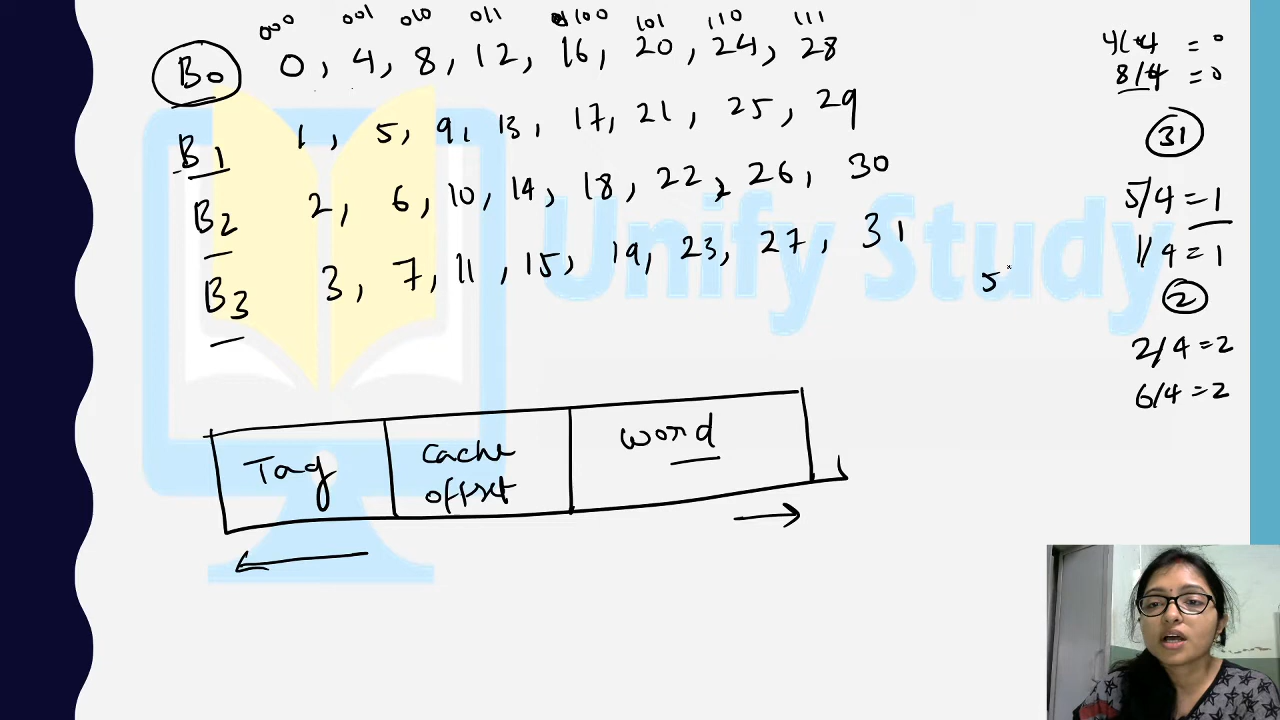 000 001 010 011 100 101 110 111
B0 0, 4, 8, 12, 16, 20, 24, 28
B1 1, 5, 9, 13, 17, 21, 25, 29
B2 2, 6, 10, 14, 18, 22, 26, 30
B3 3, 7, 11, 15, 19, 23, 27, 31
5
Tag
cache offset
word
= 0
8/4 = 0
31
5/4 = 1
1/4 = 1
2
2/4 = 2
6/4 = 2
Unify Study